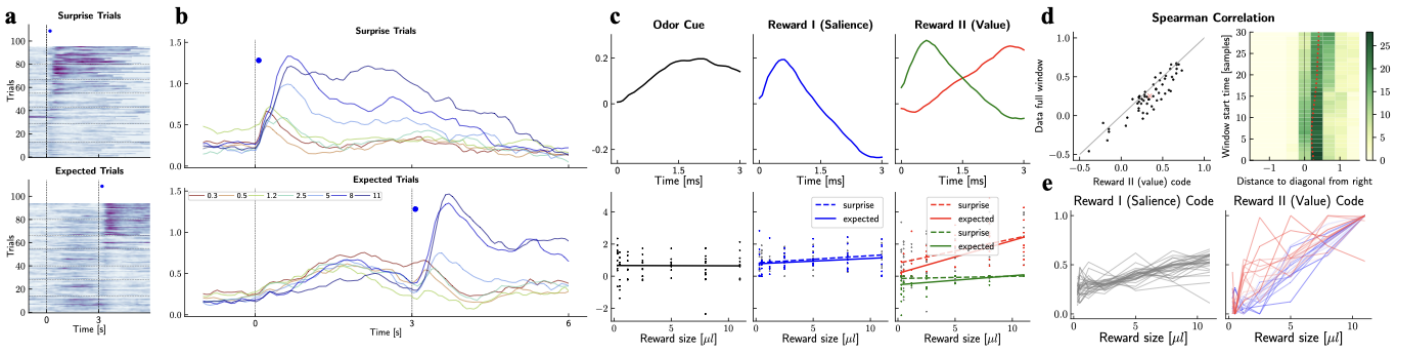 a
Surprise Trials
100
80
60
40
20
0
Trials
0
3
Expected Trials
100
80
60
40
20
0
Trials
0
3
Time [s]
b
Surprise Trials
1.5
1.0
0.5
0.0
Expected Trials
0.3 0.5 1.2 2.5 5 8 11
1.5
1.0
0.5
0.0
0 3 6
Time [s]
c
Odor Cue
Reward I (Salience)
Reward II (Value)
0.2
0
-0.2
0 1.5 3
0 1.5 3
0 1.5 3
Time [ms]
Time [ms]
Time [ms]
surprise
expected
surprise
expected
surprise
expected
4
2
0
−2
0 5 10
0 5 10
0 5 10
Reward size [μl]
Reward size [μl]
Reward size [μl]
d
Spearman Correlation
1.0
0.5
0.0
−0.5
Data full window
−0.5 0.0 0.5 1.0
Reward II (value) code
30
25
20
15
10
5
0
Window start time [samples]
−1 0 1
Distance to diagonal from right
25
20
15
10
5
0
e
Reward I (Salience) Code
Reward II (Value) Code
1.0
0.8
0.6
0.4
0.2
0.0
0 5 10
0 5 10
Reward size [μl]
Reward size [μl]